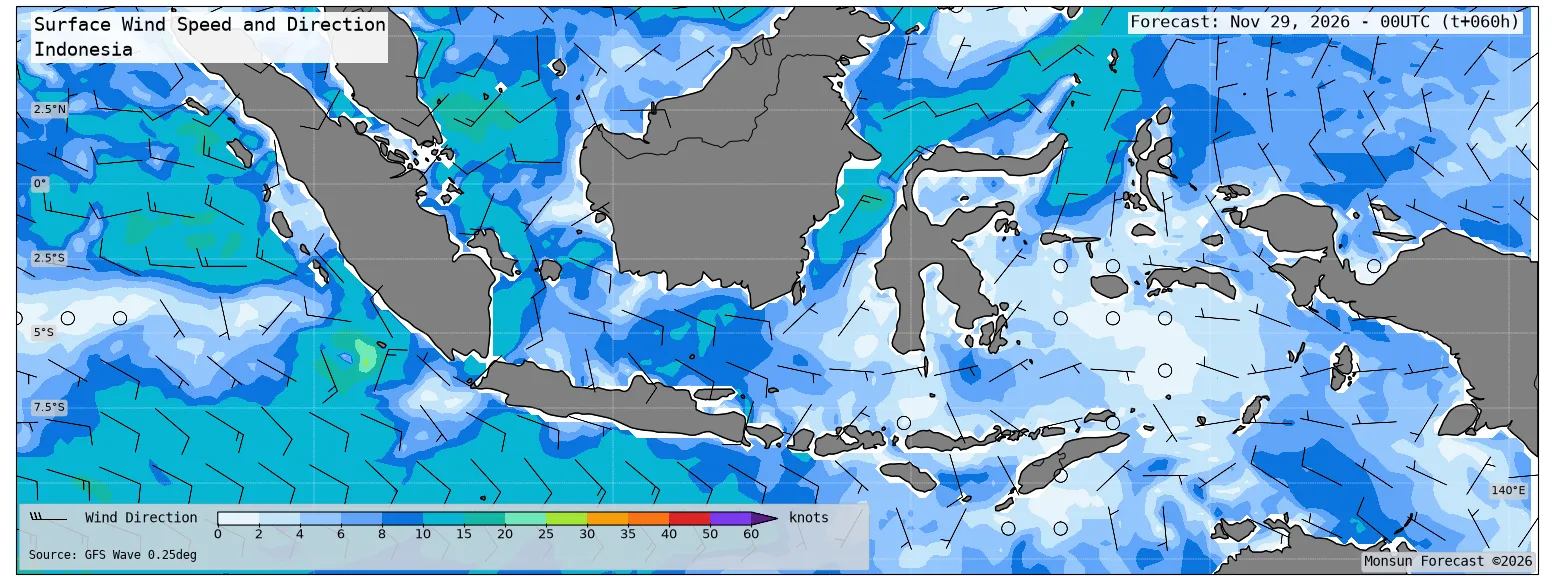 Surface Wind Speed and Direction
Indonesia
Forecast: Nov 29, 2026 - 00UTC (t+060h)
2.5°N
0°
2.5°S
5°S
7.5°S
140°E
Wind Direction
0 2 4 6 8 10 15 20 25 30 35 40 50 60
knots
Source: GFS Wave 0.25deg
Monsun Forecast ©2026